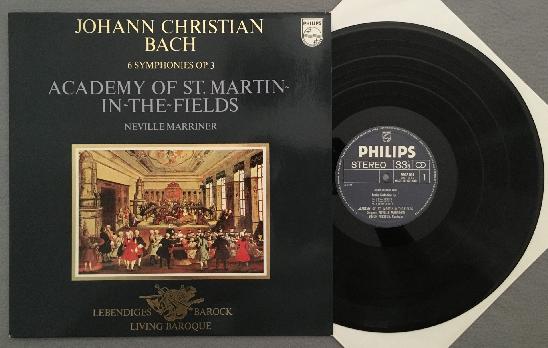 JOHANN CHRISTIAN
BACH
6 SYMPHONIES OP 3
ACADEMY OF ST. MARTIN-
IN-THE-FIELDS
NEVILLE MARRINER
LEBENDIGES BAROCK
LIVING BAROQUE
PHILIPS
PHILIPS
STEREO 33⅓
1